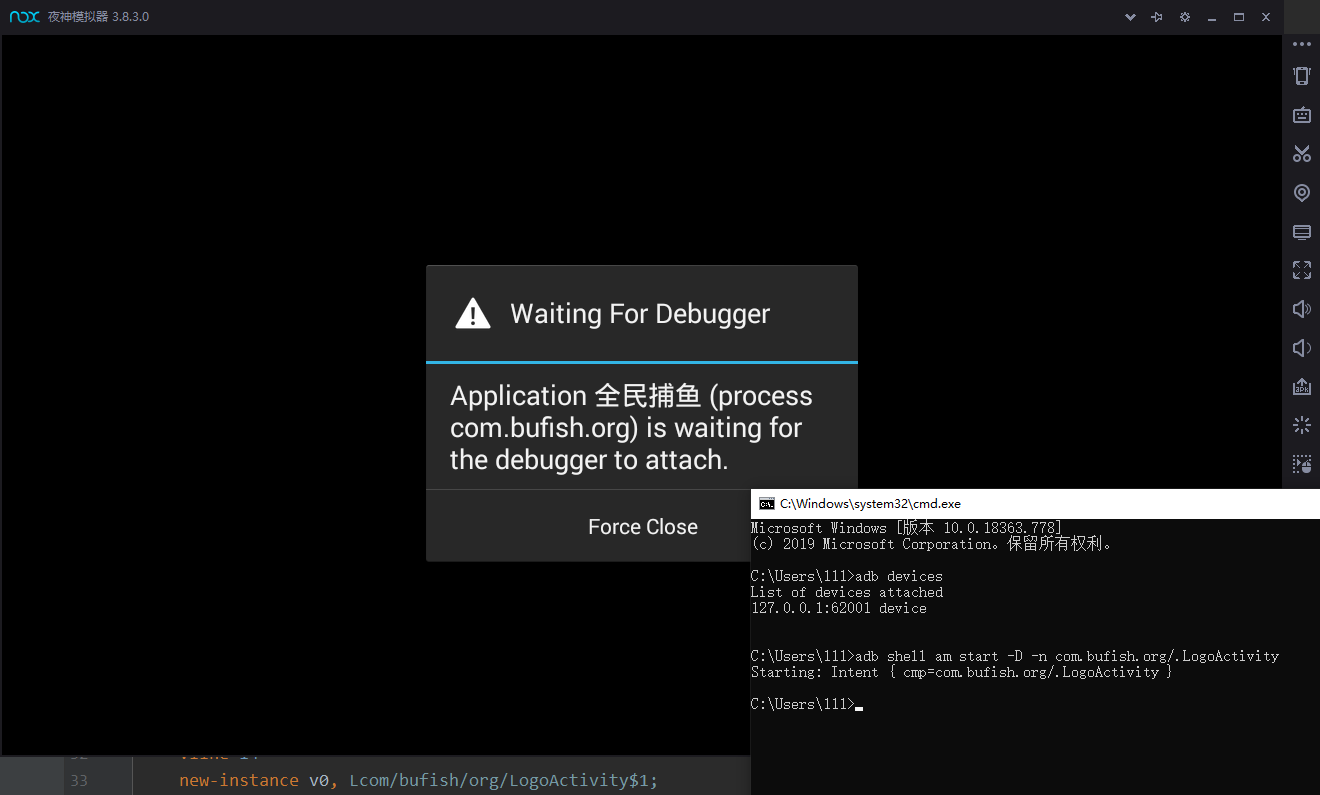 nox 夜神模拟器 3.8.3.0
Waiting For Debugger
Application 全民捕鱼 (process
com.bufish.org) is waiting for
the debugger to attach.
Force Close
C:\Windows\system32\cmd.exe
Microsoft Windows [版本 10.0.18363.778]
(c) 2019 Microsoft Corporation。保留所有权利。
C:\Users\111>adb devices
List of devices attached
127.0.0.1:62001 device
C:\Users\111>adb shell am start -D -n com.bufish.org/.LogoActivity
Starting: Intent { cmp=com.bufish.org/.LogoActivity }
C:\Users\111>
33 new-instance v0, Lcom/bufish/org/LogoActivity$1;